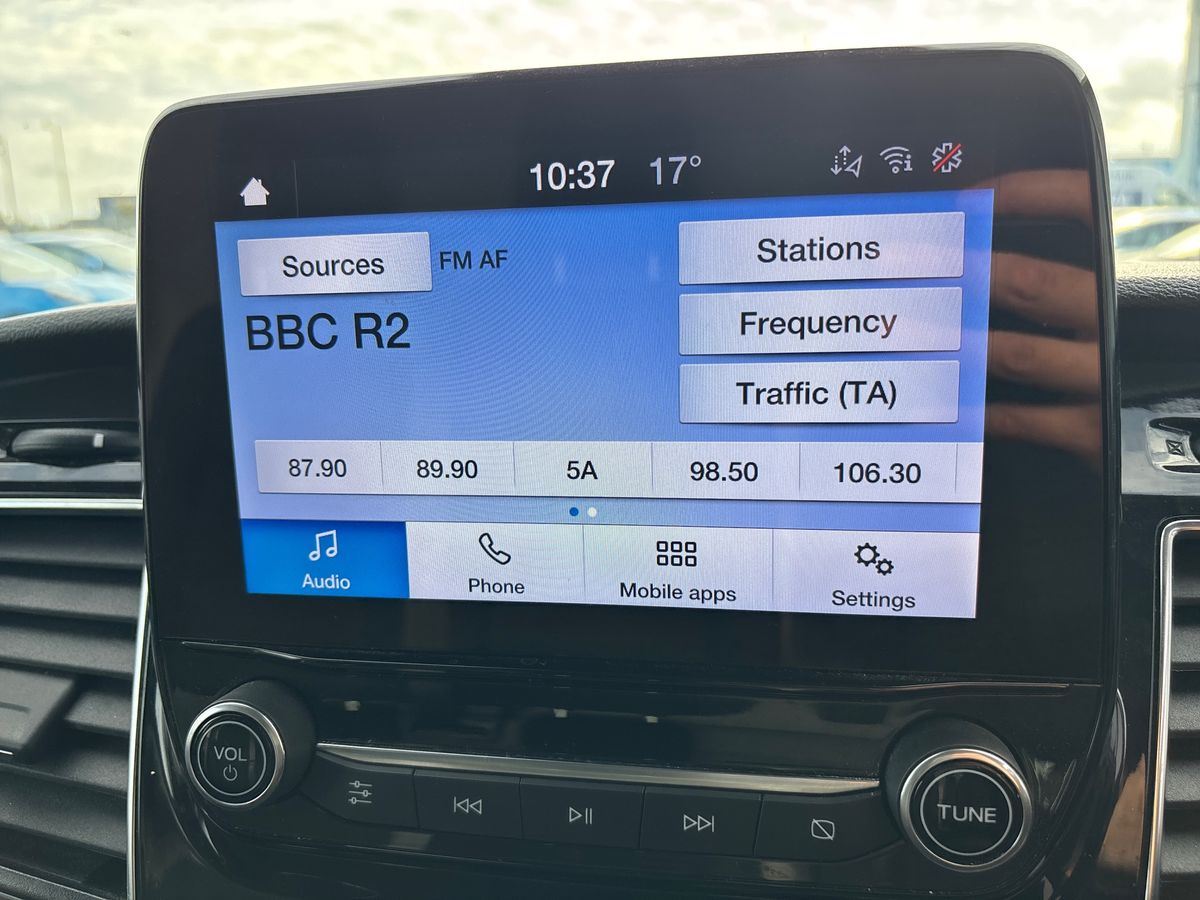 10:37 17°
Sources FM AF
BBC R2
Stations
Frequency
Traffic (TA)
87.90 89.90 5A 98.50 106.30
Audio Phone Mobile apps Settings
VOL
TUNE